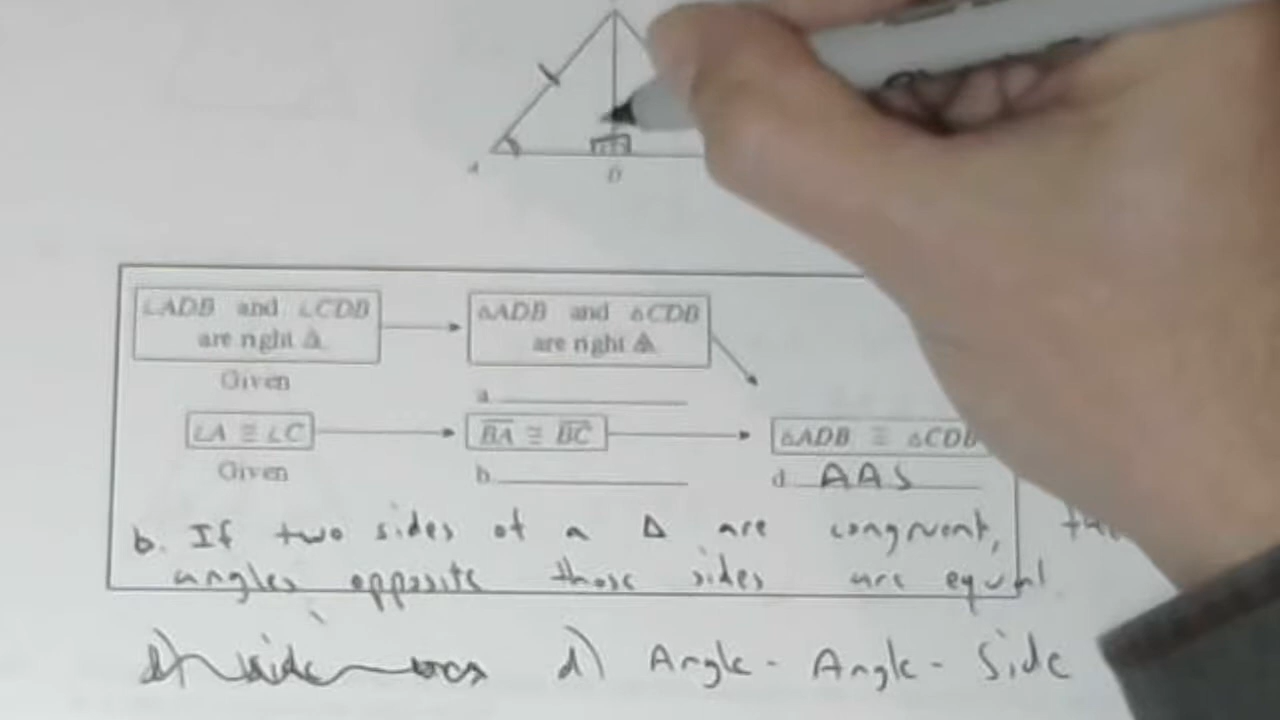 A
D
∠ADB and ∠CDB
are right ∠s
Given
△ADB and △CDB
are right △s
a.
∠A ≅ ∠C
Given
BA ≅ BC
b.
△ADB ≅ △CDB
d. AAS
b. If two sides of a Δ are congruent,
angles opposite those sides are equal
d) Angle - Angle - Side